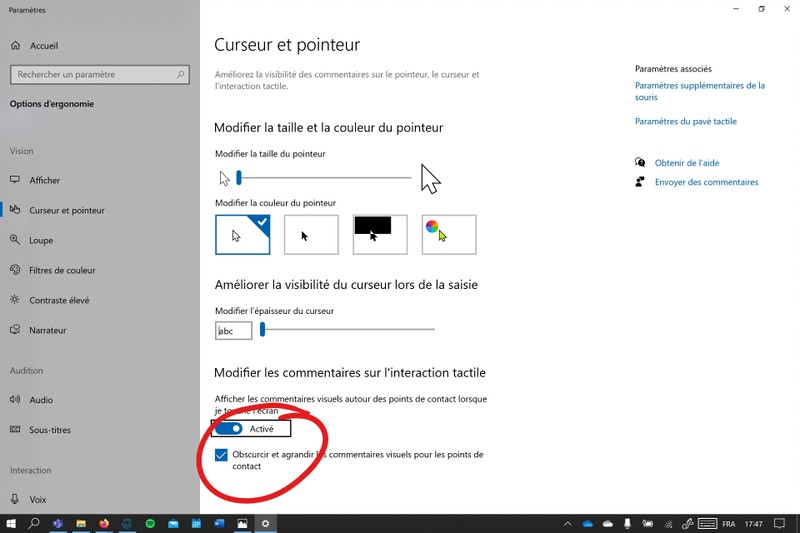 Paramètres
Accueil
Rechercher un paramètre
Options d'ergonomie
Vision
Afficher
Curseur et pointeur
Loupe
Filtres de couleur
Contraste élevé
Narrateur
Audition
Audio
Sous-titres
Interaction
Voix
Curseur et pointeur
Améliorez la visibilité des commentaires sur le pointeur, le curseur et
l'interaction tactile.
Modifier la taille et la couleur du pointeur
Modifier la taille du pointeur
Modifier la couleur du pointeur
Améliorer la visibilité du curseur lors de la saisie
Modifier l'épaisseur du curseur
abc
Modifier les commentaires sur l'interaction tactile
Afficher les commentaires visuels autour des points de contact lorsque
je l'écran
Activé
Obscurcir et agrandir les commentaires visuels pour les points de
contact
Paramètres associés
Paramètres supplémentaires de la
souris
Paramètres du pavé tactile
Obtenir de l'aide
Envoyer des commentaires
FRA
17:47